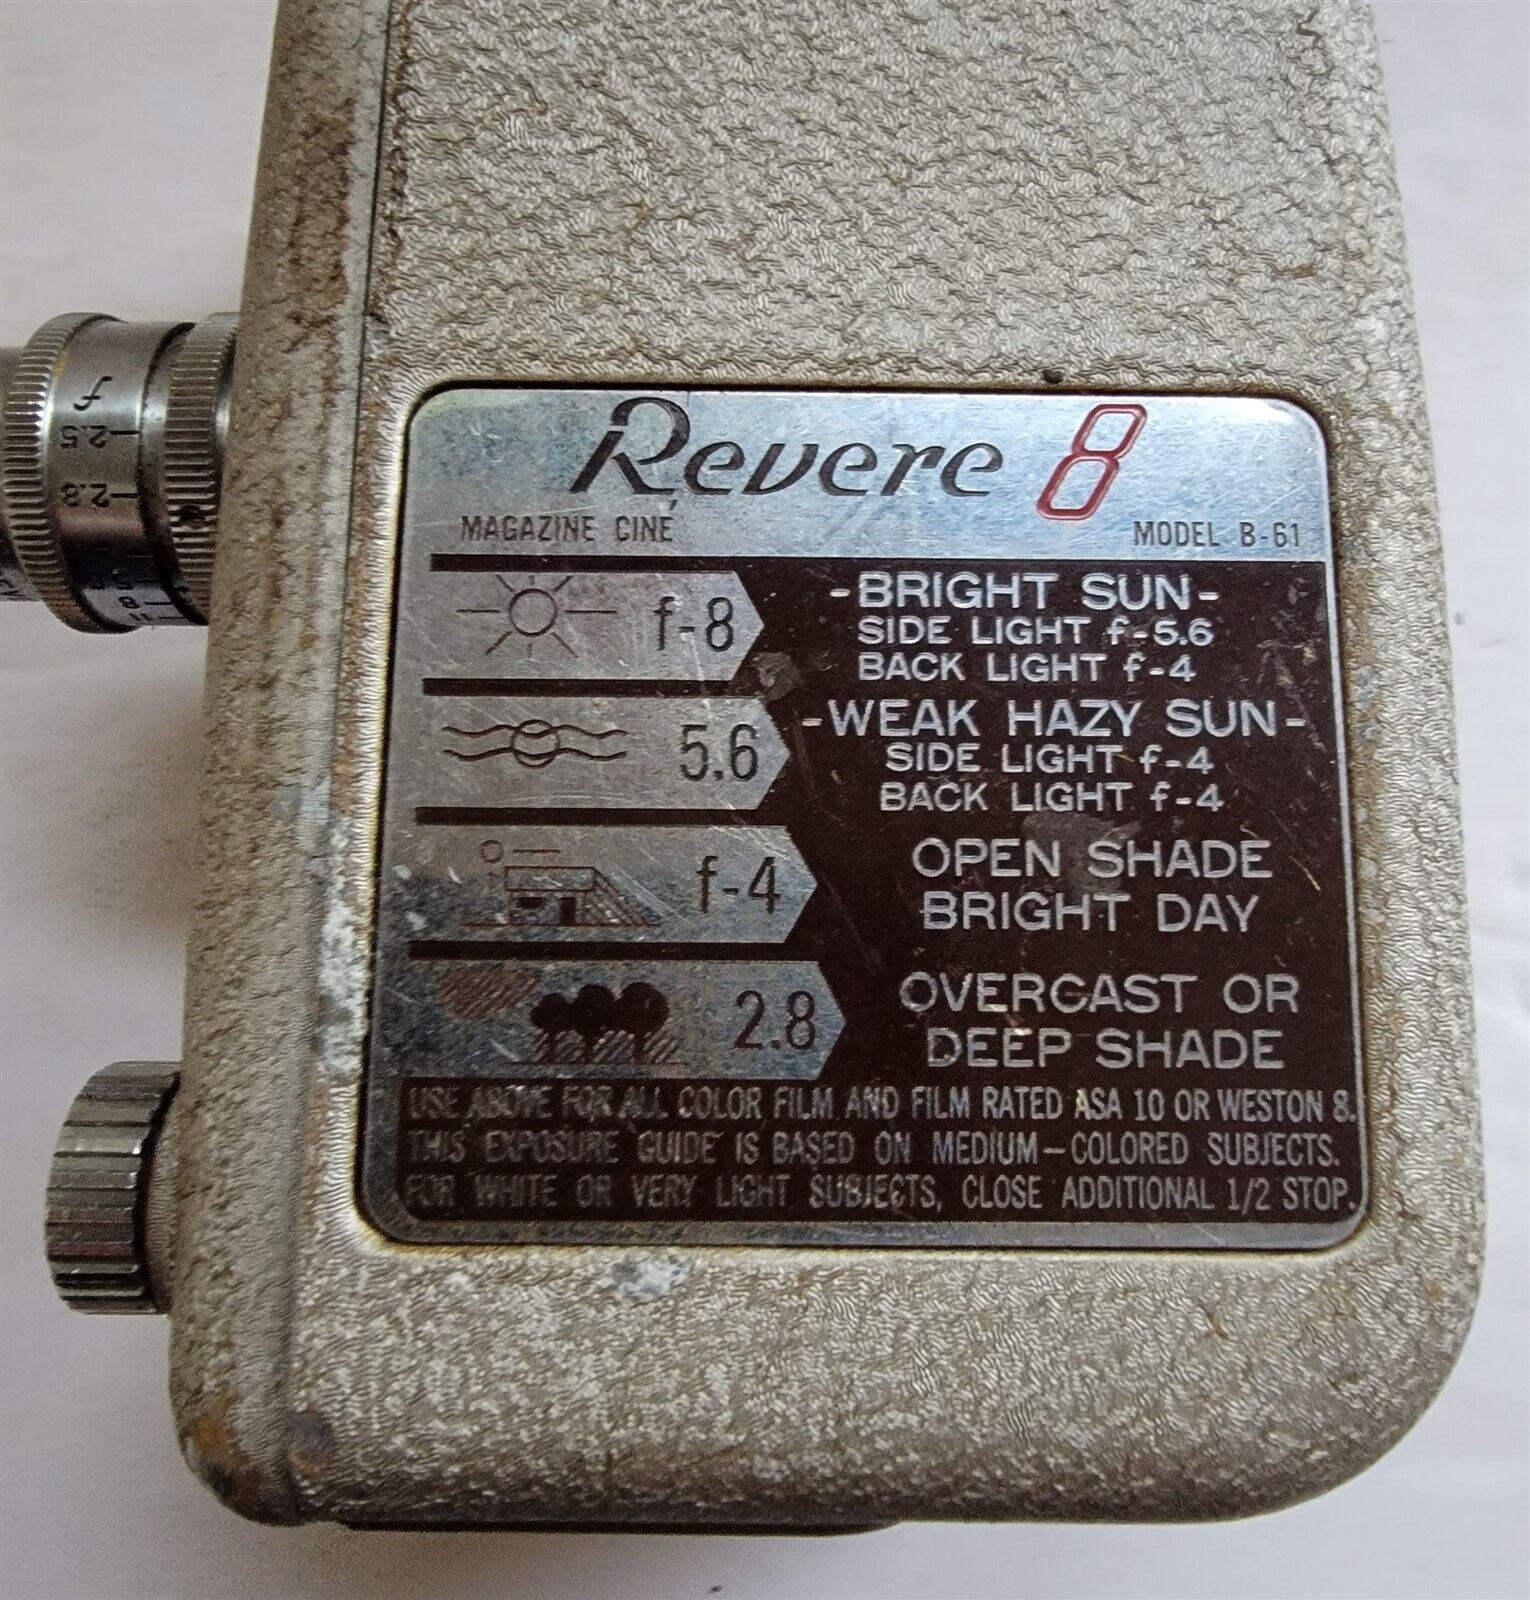 Revere 8
MAGAZINE CINE MODEL B-61
f-8 -BRIGHT SUN-
SIDE LIGHT f-5.6
BACK LIGHT f-4
5.6 -WEAK HAZY SUN-
SIDE LIGHT f-4
BACK LIGHT f-4
f-4 OPEN SHADE
BRIGHT DAY
2.8 OVERCAST OR
DEEP SHADE
USE ABOVE FOR ALL COLOR FILM AND FILM RATED ASA 10 OR WESTON 8.
THIS EXPOSURE GUIDE IS BASED ON MEDIUM-COLORED SUBJECTS.
FOR WHITE OR VERY LIGHT SUBJECTS, CLOSE ADDITIONAL 1/2 STOP.
f
2.5
2.8
8
11